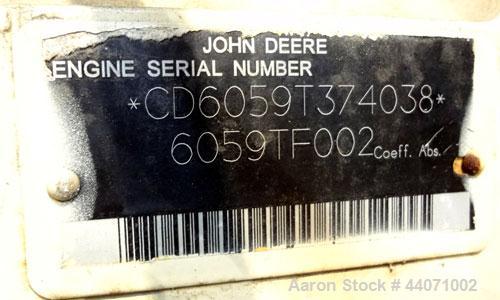 JOHN DEERE
ENGINE SERIAL NUMBER
*CD6059T374038*
6059TF002 Coeff. Abs.
Aaron Stock # 44071002